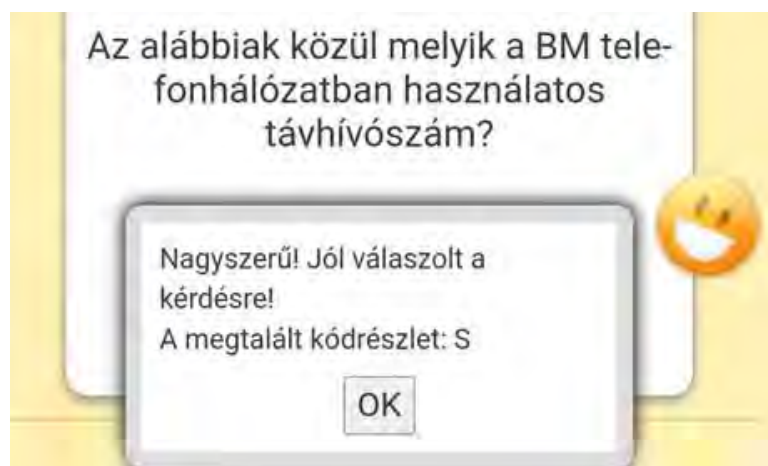 Az alábbiak közül melyik a BM tele-
fonhálózatban használatos
távhívószám?
Nagyszerű! Jól válaszolt a
kérdésre!
A megtalált kódrészlet: S
OK